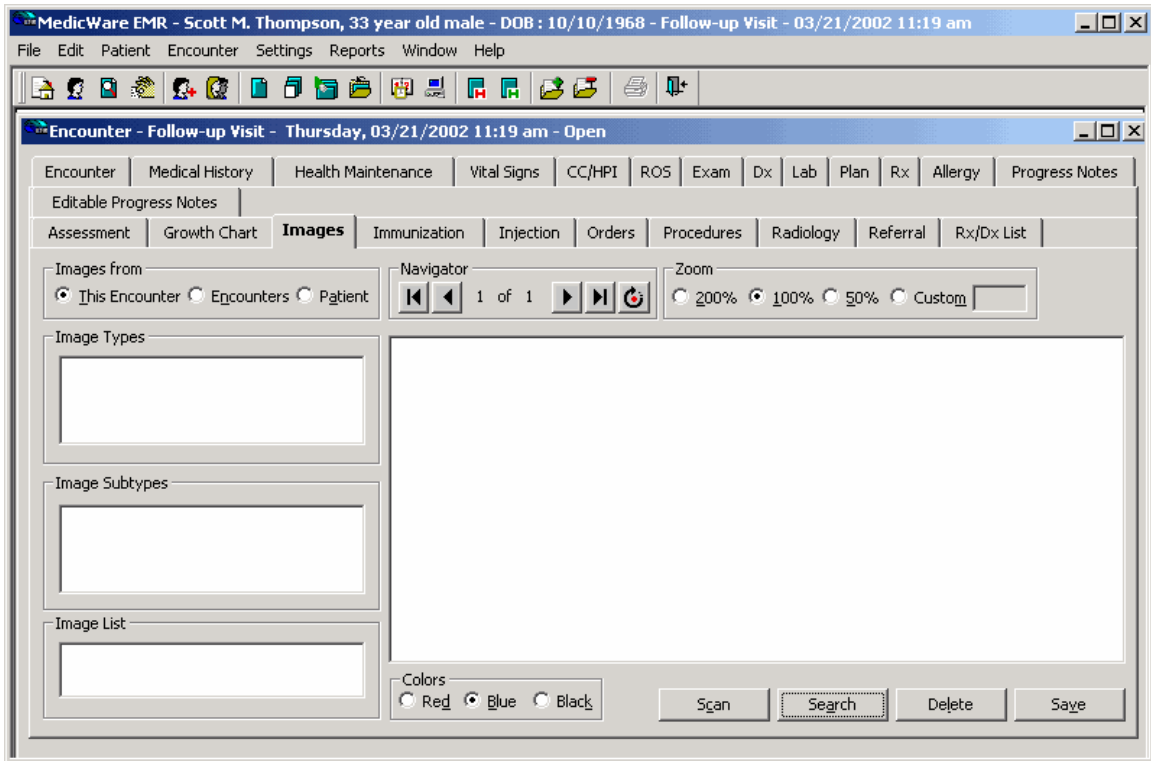 MedicWare EMR - Scott M. Thompson, 33 year old male - DOB : 10/10/1968 - Follow-up Visit - 03/21/2002 11:19 am
File Edit Patient Encounter Settings Reports Window Help
Encounter - Follow-up Visit - Thursday, 03/21/2002 11:19 am - Open
Encounter Medical History Health Maintenance Vital Signs CC/HPI ROS Exam Dx Lab Plan Rx Allergy Progress Notes
Editable Progress Notes
Assessment Growth Chart Images Immunization Injection Orders Procedures Radiology Referral Rx/Dx List
Images from Navigator Zoom
This Encounter Encounters Patient 1 of 1 200% 100% 50% Custom
Image Types
Image Subtypes
Image List
Colors
Red Blue Black Scan Search Delete Save